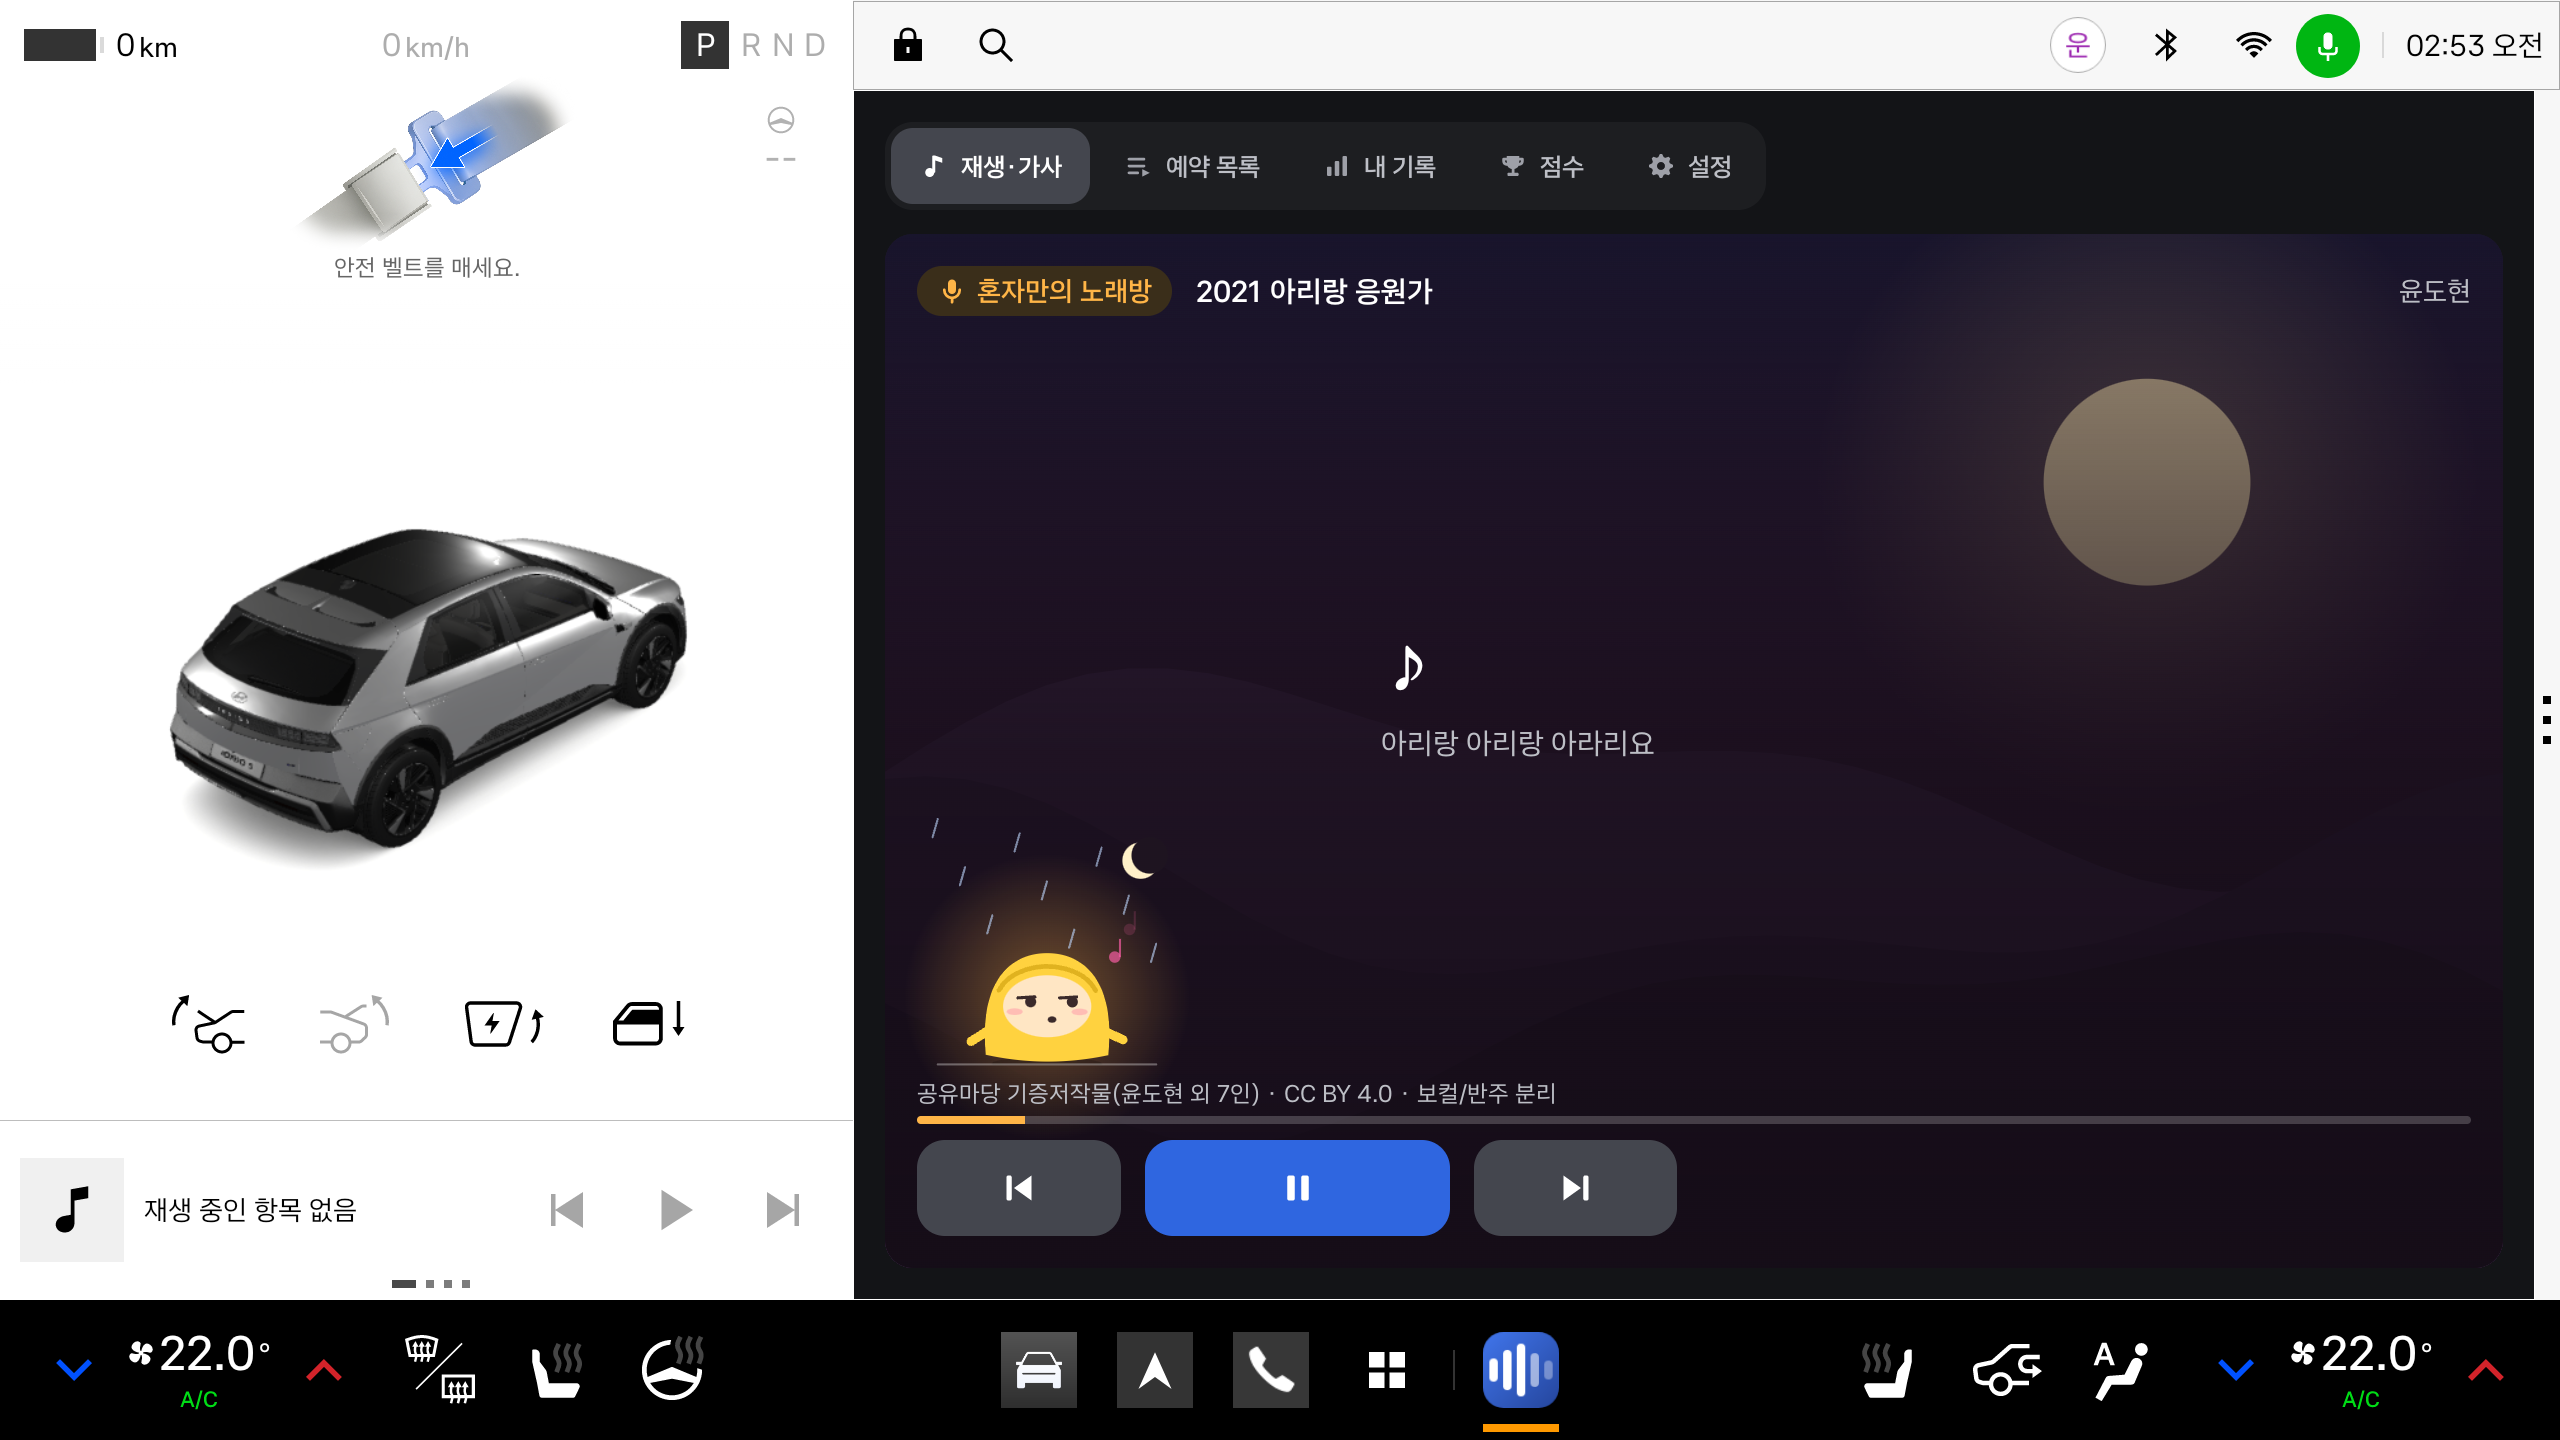 0 km
0 km/h
P R N D
안전 벨트를 매세요.
재생 중인 항목 없음
운
02:53 오전
재생·가사
예약 목록
내 기록
점수
설정
혼자만의 노래방
2021 아리랑 응원가
윤도현
♪
아리랑 아리랑 아라리요
공유마당 기증저작물(윤도현 외 7인) · CC BY 4.0 · 보컬/반주 분리
22.0°
A/C
A
22.0°
A/C